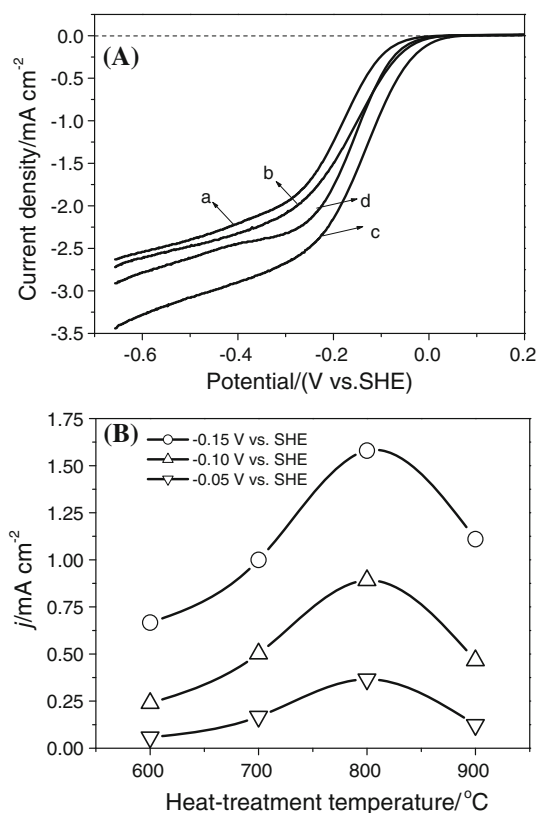 (A)
0.0
-0.5
-1.0
-1.5
-2.0
-2.5
-3.0
-3.5
Current density/mA cm-2
a
b
d
c
-0.6
-0.4
-0.2
0.0
0.2
Potential/(V vs.SHE)
(B)
-0.15 V vs. SHE
-0.10 V vs. SHE
-0.05 V vs. SHE
1.75
1.50
1.25
1.00
0.75
0.50
0.25
0.00
j/mA cm-2
600
700
800
900
Heat-treatment temperature/ °C